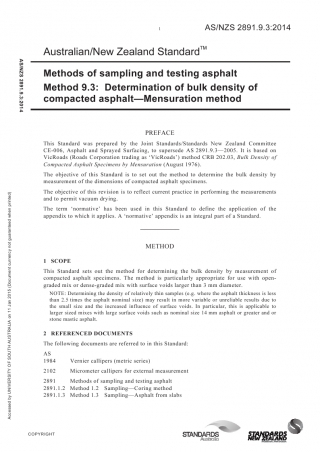 1
AS/NZS 2891.9.3:2014
Australian/New Zealand Standard™
Methods of sampling and testing asphalt
Method 9.3: Determination of bulk density of
compacted asphalt—Mensuration method
PREFACE
This Standard was prepared by the Joint Standards/Standards New Zealand Committee
CE-006, Asphalt and Sprayed Surfacing, to supersede AS 2891.9.3—2005. It is based on
VicRoads (Roads Corporation trading as ‘VicRoads’) method CRB 202.03, Bulk Density of
Compacted Asphalt Specimens by Mensuration (August 1976).
The objective of this Standard is to set out the method to determine the bulk density by
measurement of the dimensions of compacted asphalt specimens.
The objective of this revision is to reflect current practice in performing the measurements
and to permit vacuum drying.
The term ‘normative’ has been used in this Standard to define the application of the
appendix to which it applies. A ‘normative’ appendix is an integral part of a Standard.
METHOD
1 SCOPE
This Standard sets out the method for determining the bulk density by measurement of
compacted asphalt specimens. The method is particularly appropriate for use with open-
graded mix or dense-graded mix with surface voids larger than 3 mm diameter.
NOTE: Determining the density of relatively thin samples (e.g. where the asphalt thickness is less
than 2.5 times the asphalt nominal size) may result in more variable or unreliable results due to
the small size and the increased influence of surface voids. In particular, this is applicable to
larger sized mixes with large surface voids such as nominal size 14 mm asphalt or greater and or
stone mastic asphalt.
2 REFERENCED DOCUMENTS
The following documents are referred to in this Standard:
AS
1984 Vernier callipers (metric series)
2102 Micrometer callipers for external measurement
2891 Methods of sampling and testing asphalt
2891.1.2 Method 1.2 Sampling—Coring method
2891.1.3 Method 1.3 Sampling—Asphalt from slabs
COPYRIGHT
STANDARDS
Australia
STANDARDS
NEW ZEALAND
AS/NZS 2891.9.3:2014
Accessed by UNIVERSITY OF SOUTH AUSTRALIA on 11 Jan 2015 (Document currency not guaranteed when printed)